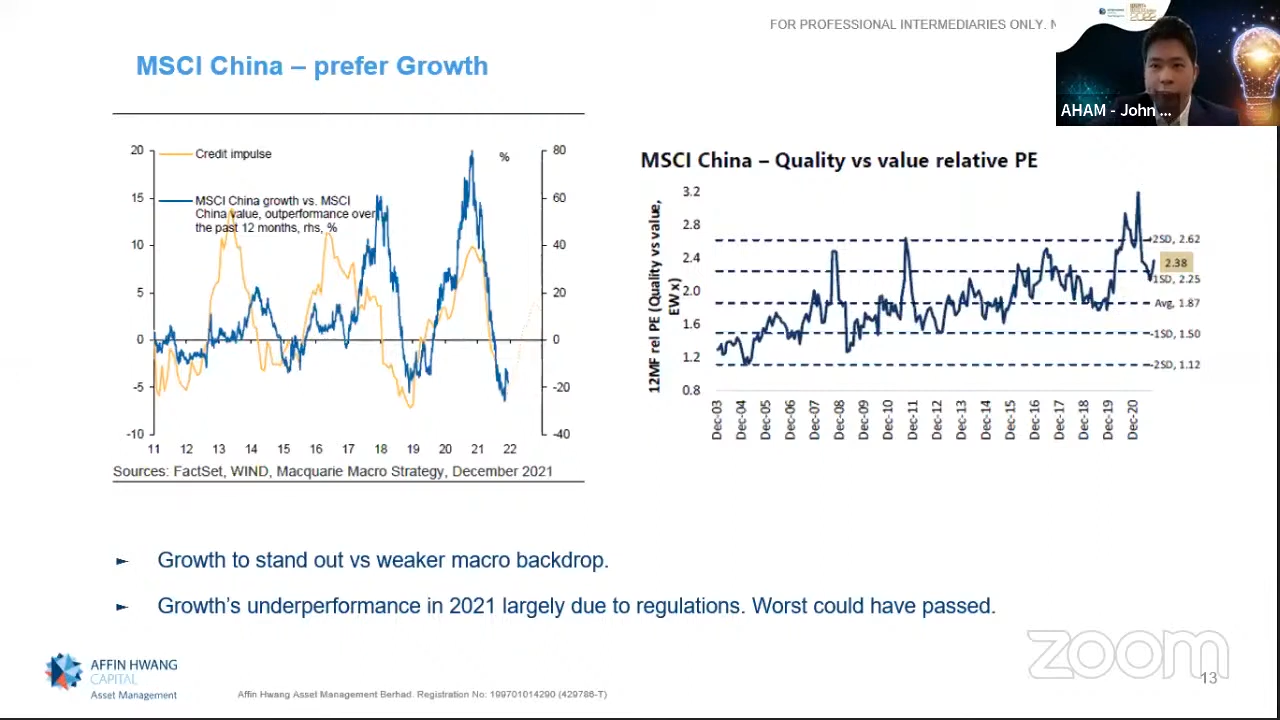 FOR PROFESSIONAL INTERMEDIARIES ONLY. N
AHAM - John ...
MSCI China – prefer Growth
Credit impulse
MSCI China growth vs. MSCI
China value, outperformance over
the past 12 months, rhs, %
%
20
15
10
5
0
-5
-10
80
60
40
20
0
-20
-40
11 12 13 14 15 16 17 18 19 20 21 22
Sources: FactSet, WIND, Macquarie Macro Strategy, December 2021
MSCI China – Quality vs value relative PE
12MF rel PE (Quality vs value,
EW x)
3.2
2.8
2.4
2.0
1.6
1.2
0.8
+2SD, 2.62
2.38
1SD, 2.25
Avg, 1.87
-1SD, 1.50
-2SD, 1.12
Dec-03 Dec-04 Dec-05 Dec-06 Dec-07 Dec-08 Dec-09 Dec-10 Dec-11 Dec-12 Dec-13 Dec-14 Dec-15 Dec-16 Dec-17 Dec-18 Dec-19 Dec-20
► Growth to stand out vs weaker macro backdrop.
► Growth's underperformance in 2021 largely due to regulations. Worst could have passed.
AFFIN HWANG
CAPITAL
Asset Management
Affin Hwang Asset Management Berhad. Registration No: 199701014290 (429786-T)
zoom
13